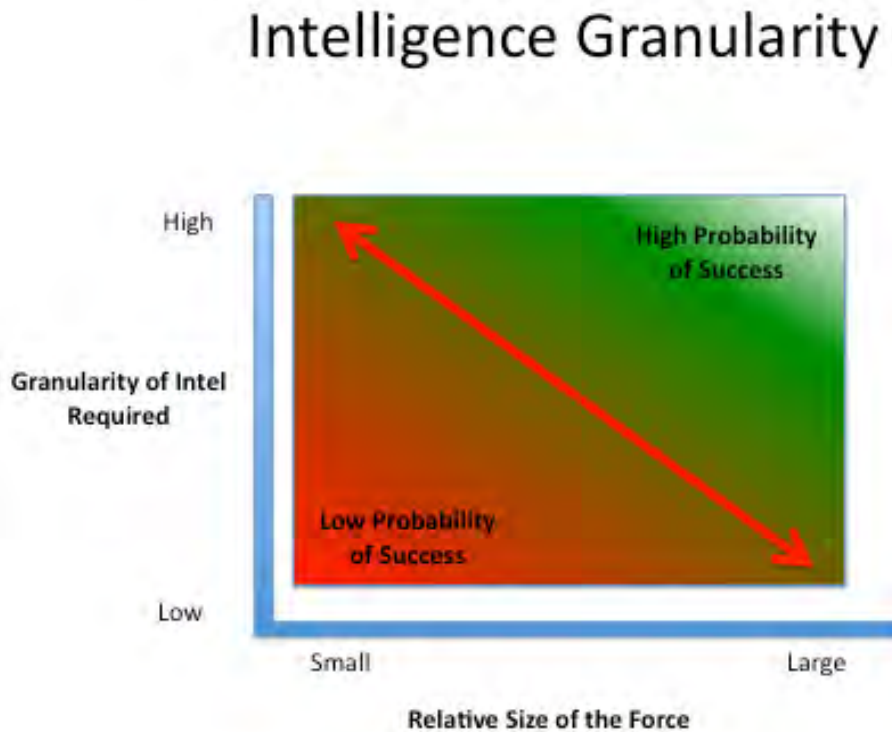 Intelligence Granularity
High
High Probability
of Success
Granularity of Intel
Required
Low Probability
of Success
Low
Small
Large
Relative Size of the Force